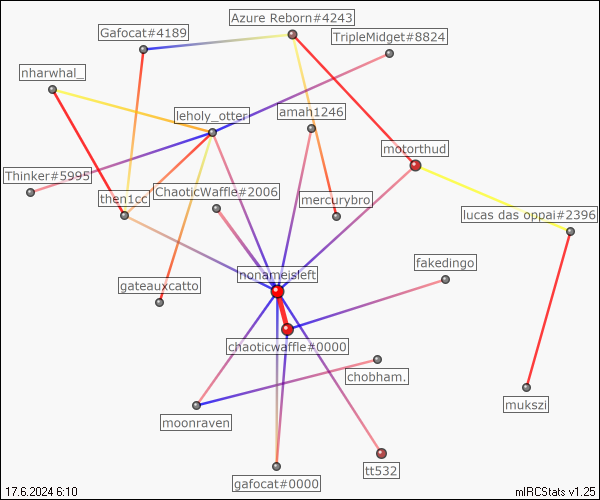 Azure Reborn#4243
Gafocat#4189
TripleMidget#8824
nharwhal_
leholy_otter
amah1246
motorthud
Thinker#5995
ChaoticWaffle#2006
then1cc
mercurybro
lucas das oppai#2396
nonameisleft
fakedingo
gateauxcatto
chaoticwaffle#0000
chobham.
mukszi
moonraven
tt532
gafocat#0000
17.6.2024 6:10
mIRCStats v1.25